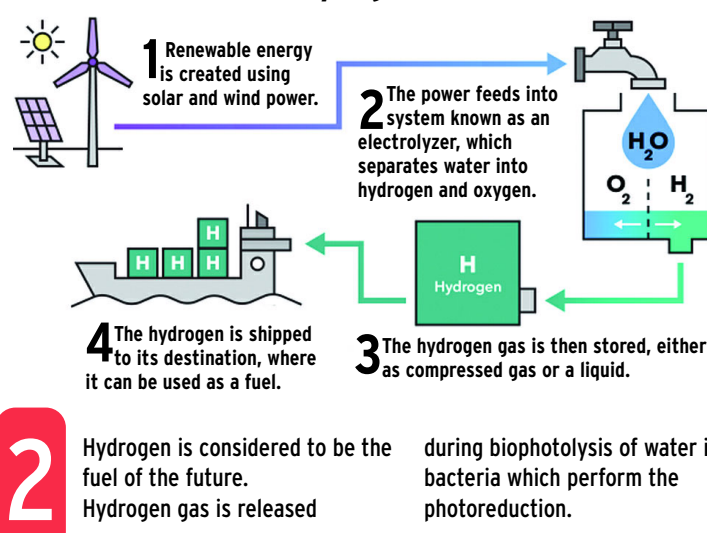 1 Renewable energy
is created using
solar and wind power.
2 The power feeds into
system known as an
electrolyzer, which
separates water into
hydrogen and oxygen.
H2O
O2 H2
H
H H H
H
Hydrogen
4 The hydrogen is shipped
to its destination, where
it can be used as a fuel.
3 The hydrogen gas is then stored, either
as compressed gas or a liquid.
2
Hydrogen is considered to be the
fuel of the future.
Hydrogen gas is released
during biophotolysis of water
bacteria which perform the
photoreduction.